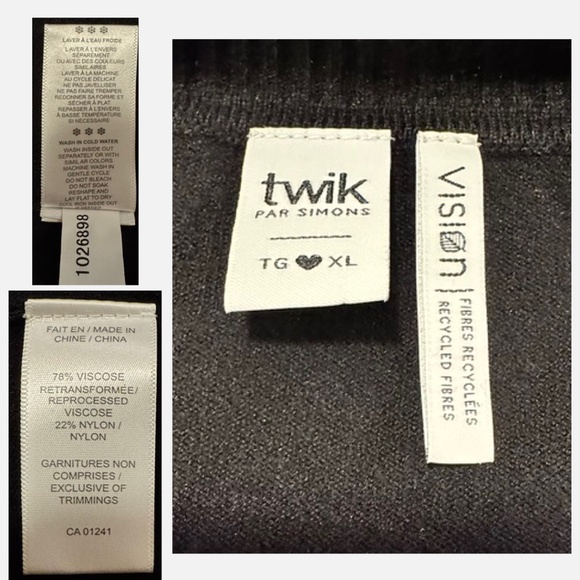 LAVER À L'EAU FROIDE
LAVER À L'ENVERS
SÉPARÉMENT
OU AVEC DES COULEURS
SIMILAIRES
LAVER À LA MACHINE
AU CYCLE DÉLICAT
NE PAS JAVELLISER
NE PAS FAIRE TREMPER
REDONNER SA FORME ET
SÉCHER À PLAT
REPASSER À L'ENVERS
À BASSE TEMPÉRATURE
SI NÉCESSAIRE
WASH IN COLD WATER
WASH INSIDE OUT
SEPARATELY OR WITH
SIMILAR COLORS
MACHINE WASH IN
GENTLE CYCLE
DO NOT BLEACH
DO NOT SOAK
RESHAPE AND
LAY FLAT TO DRY
COOL IRON INSIDE OUT
1026898
FAIT EN / MADE IN
CHINE / CHINA
78% VISCOSE
RETRANSFORMÉE/
REPROCESSED
VISCOSE
22% NYLON /
NYLON
GARNITURES NON
COMPRISES /
EXCLUSIVE OF
TRIMMINGS
CA 01241
twik
PAR SIMONS
TG XL
VISION
FIBRES RECYCLÉES
RECYCLED FIBRES